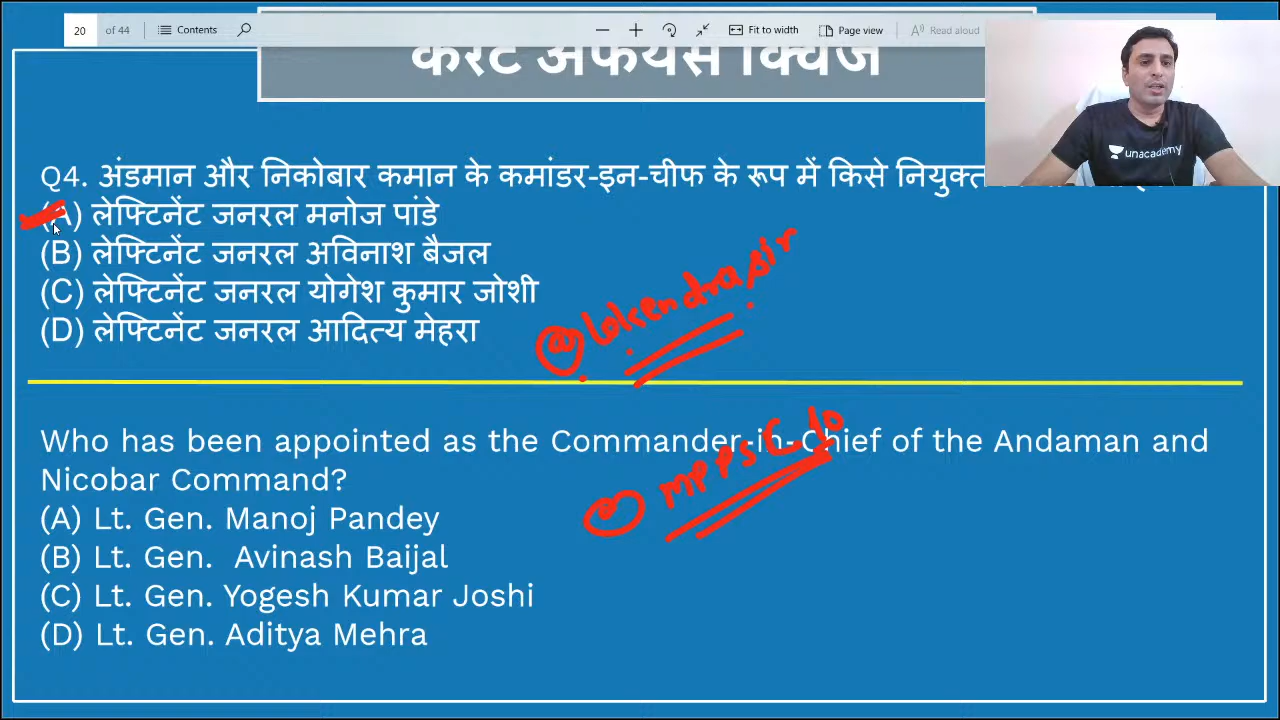 20 of 44 Contents Fit to width Page view Read aloud
करंट अफेयर्स क्विज
unacademy
Q4. अंडमान और निकोबार कमान के कमांडर-इन-चीफ के रूप में किसे नियुक्त
(A) लेफ्टिनेंट जनरल मनोज पांडे
(B) लेफ्टिनेंट जनरल अविनाश बैजल
(C) लेफ्टिनेंट जनरल योगेश कुमार जोशी
(D) लेफ्टिनेंट जनरल आदित्य मेहरा
@lokendrasir
Who has been appointed as the Commander-in-Chief of the Andaman and
Nicobar Command?
@MPPSC
(A) Lt. Gen. Manoj Pandey
(B) Lt. Gen. Avinash Baijal
(C) Lt. Gen. Yogesh Kumar Joshi
(D) Lt. Gen. Aditya Mehra